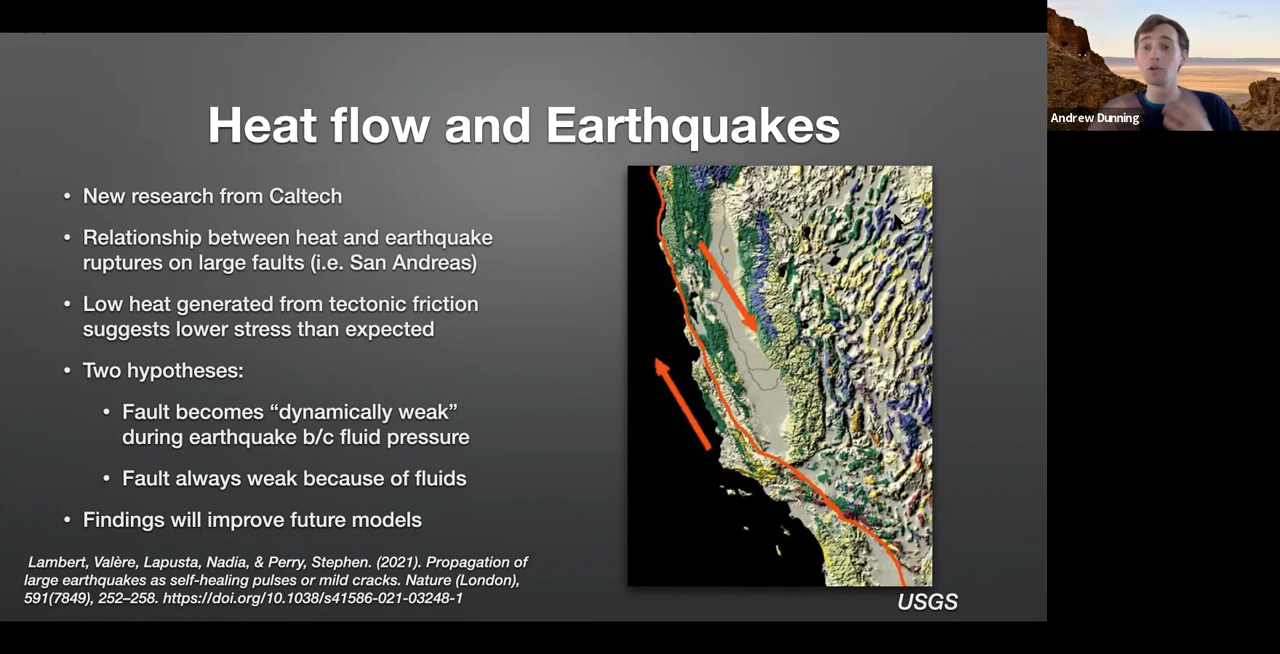 Heat flow and Earthquakes
• New research from Caltech
• Relationship between heat and earthquake
ruptures on large faults (i.e. San Andreas)
• Low heat generated from tectonic friction
suggests lower stress than expected
• Two hypotheses:
• Fault becomes “dynamically weak”
during earthquake b/c fluid pressure
• Fault always weak because of fluids
• Findings will improve future models
Lambert, Valère, Lapusta, Nadia, & Perry, Stephen. (2021). Propagation of
large earthquakes as self-healing pulses or mild cracks. Nature (London),
591(7849), 252–258. https://doi.org/10.1038/s41586-021-03248-1
USGS
Andrew Dunning